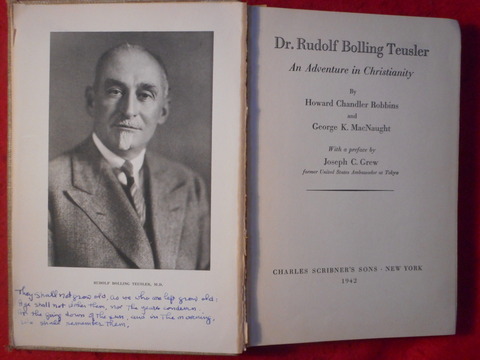 RUDOLF BOLLING TEUSLER, M.D.
They shall not grow old, as we who are left grow old:
Age shall not weary them, nor the years condemn.
At the going down of the sun, and in the morning,
We will remember them.
Dr. Rudolf Bolling Teusler
An Adventure in Christianity
By
Howard Chandler Robbins
and
George K. MacNaught
With a preface by
Joseph C. Grew
former United States Ambassador to Tokyo
CHARLES SCRIBNER'S SONS · NEW YORK
1942